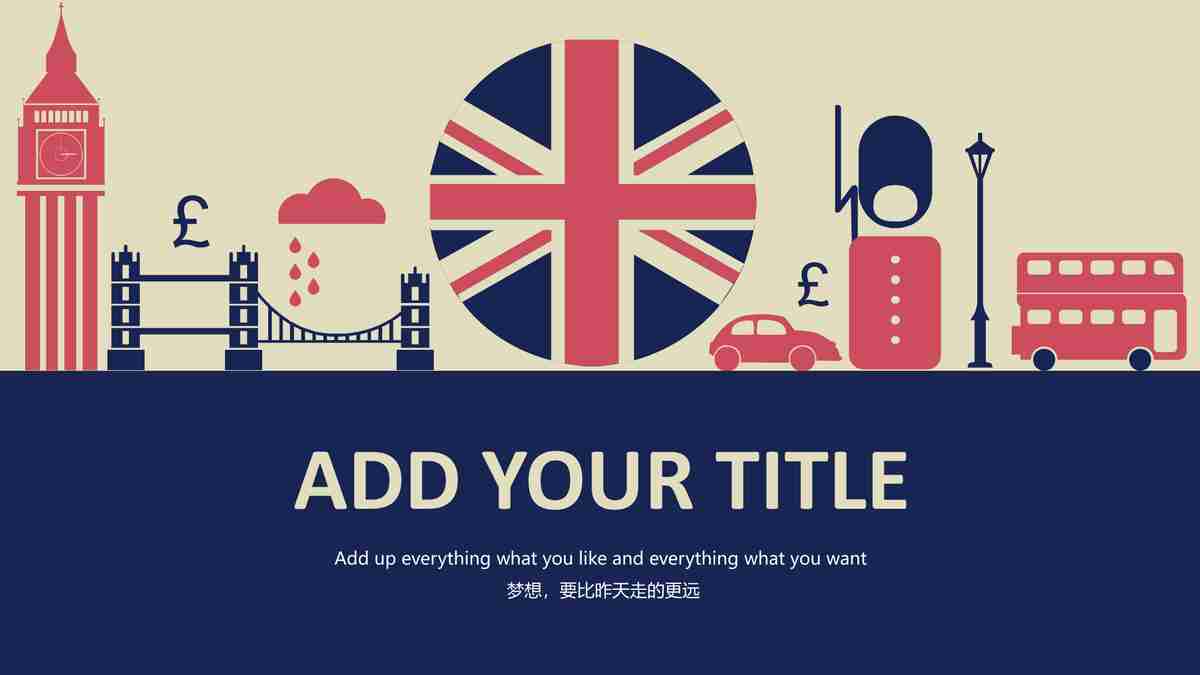 £
£
ADD YOUR TITLE
Add up everything what you like and everything what you want
梦想，要比昨天走的更远